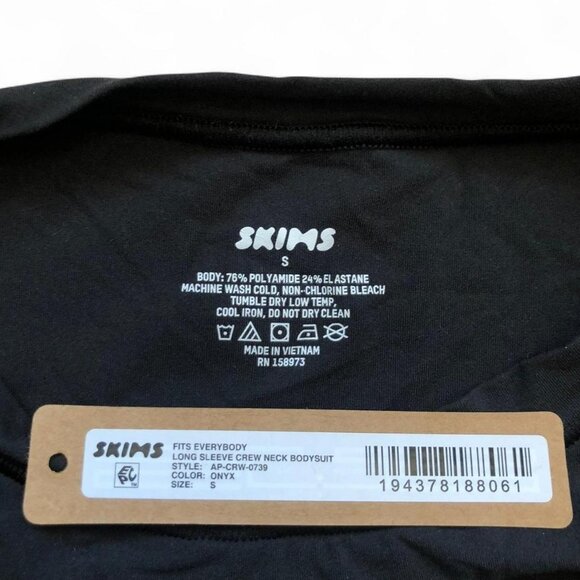 SKIMS
S
BODY: 76% POLYAMIDE 24% ELASTANE
MACHINE WASH COLD, NON-CHLORINE BLEACH
TUMBLE DRY LOW TEMP,
COOL IRON, DO NOT DRY CLEAN
MADE IN VIETNAM
RN 158973
SKIMS
FITS EVERYBODY
LONG SLEEVE CREW NECK BODYSUIT
STYLE: AP-CRW-0739
COLOR: ONYX
SIZE: S
194378188061